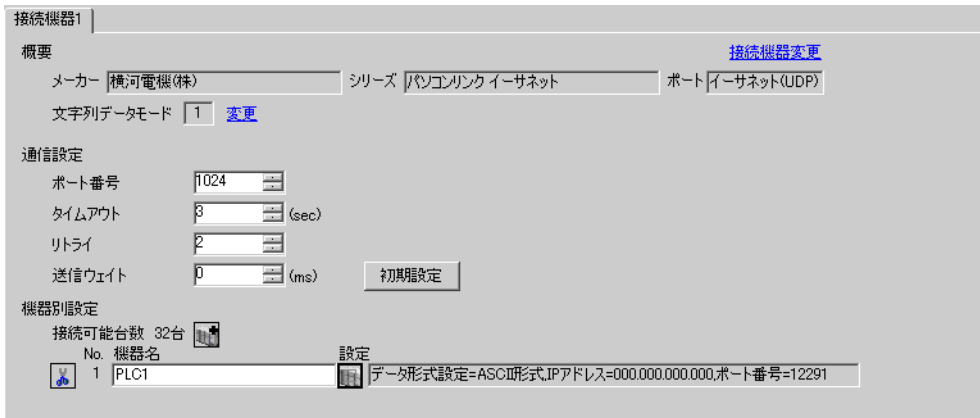 接続機器1
概要 接続機器変更
メーカー 横河電機(株) シリーズ パソコンリンク イーサネット ポート イーサネット(UDP)
文字列データモード 1 変更
通信設定
ポート番号 1024
タイムアウト 3 (sec)
リトライ 2
送信ウェイト 0 (ms) 初期設定
機器別設定
接続可能台数 32台
No. 機器名 設定
1 PLC1 データ形式設定=ASCII形式,IPアドレス=000.000.000.000,ポート番号=12291